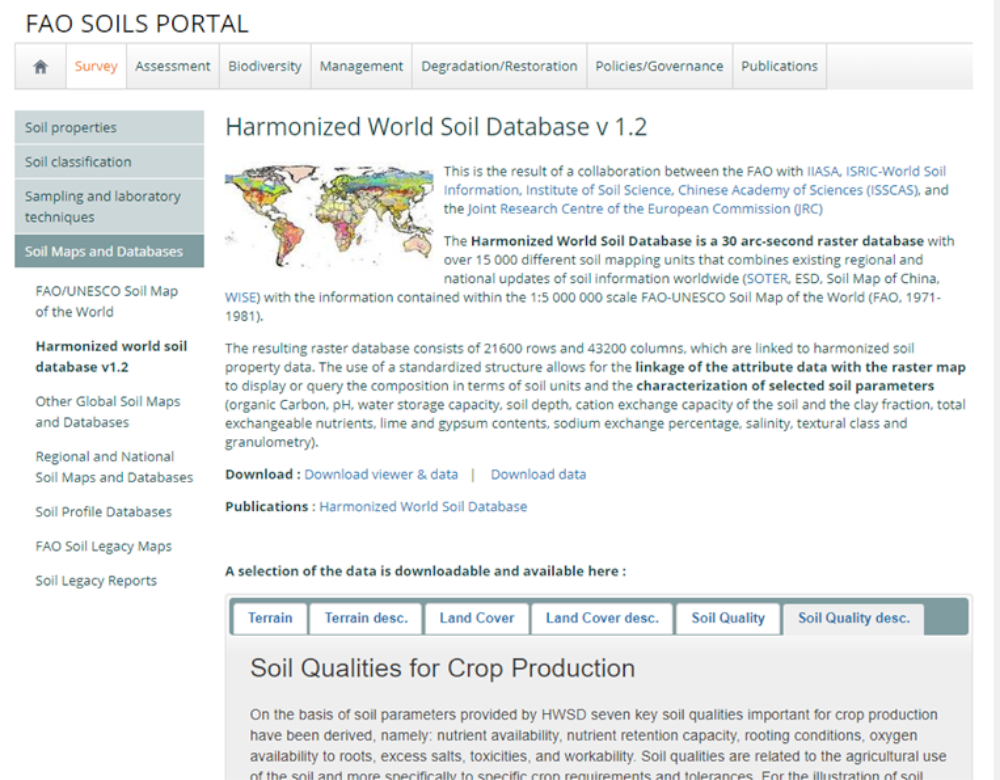 FAO SOILS PORTAL
Survey Assessment Biodiversity Management Degradation/Restoration Policies/Governance Publications
Soil properties
Soil classification
Sampling and laboratory
techniques
Soil Maps and Databases
FAO/UNESCO Soil Map
of the World
Harmonized world soil
database v1.2
Other Global Soil Maps
and Databases
Regional and National
Soil Maps and Databases
Soil Profile Databases
FAO Soil Legacy Maps
Soil Legacy Reports
Harmonized World Soil Database v 1.2
This is the result of a collaboration between the FAO with IIASA, ISRIC-World Soil
Information, Institute of Soil Science, Chinese Academy of Sciences (ISSCAS), and
the Joint Research Centre of the European Commission (JRC)
The Harmonized World Soil Database is a 30 arc-second raster database with
over 15 000 different soil mapping units that combines existing regional and
national updates of soil information worldwide (SOTER, ESD, Soil Map of China,
WISE) with the information contained within the 1:5 000 000 scale FAO-UNESCO Soil Map of the World (FAO, 1971-
1981).
The resulting raster database consists of 21600 rows and 43200 columns, which are linked to harmonized soil
property data. The use of a standardized structure allows for the linkage of the attribute data with the raster map
to display or query the composition in terms of soil units and the characterization of selected soil parameters
(organic Carbon, pH, water storage capacity, soil depth, cation exchange capacity of the soil and the clay fraction, total
exchangeable nutrients, lime and gypsum contents, sodium exchange percentage, salinity, textural class and
granulometry).
Download : Download viewer & data | Download data
Publications : Harmonized World Soil Database
A selection of the data is downloadable and available here :
Terrain Terrain desc. Land Cover Land Cover desc. Soil Quality Soil Quality desc.
Soil Qualities for Crop Production
On the basis of soil parameters provided by HWSD seven key soil qualities important for crop production
have been derived, namely: nutrient availability, nutrient retention capacity, rooting conditions, oxygen
availability to roots, excess salts, toxicities, and workability. Soil qualities are related to the agricultural use
of the soil and more specifically to specific crop requirements and tolerances. For the illustration of soil